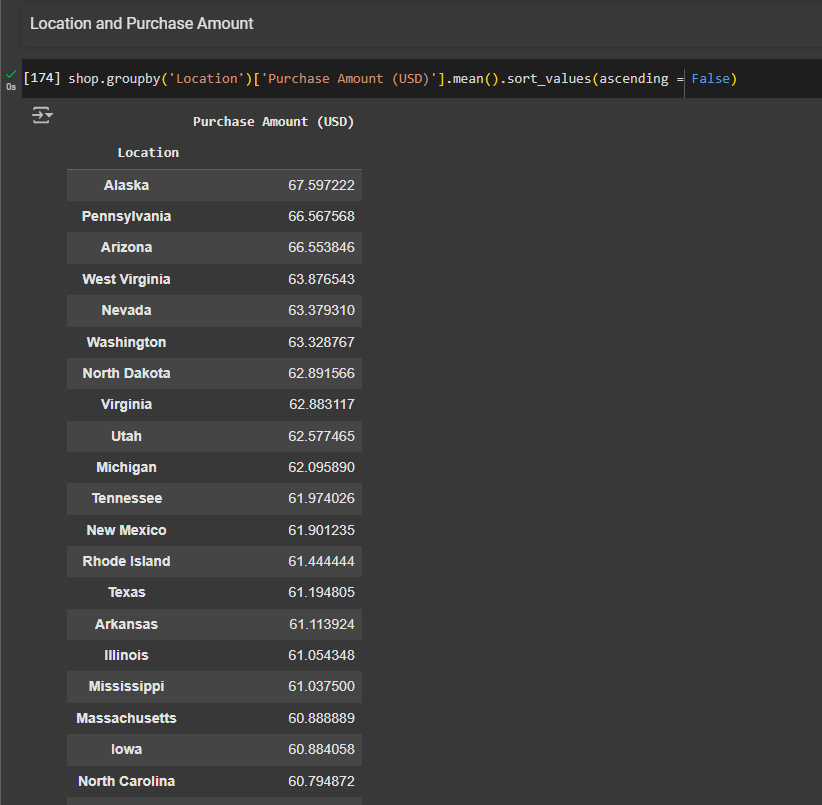 Location and Purchase Amount
[174] shop.groupby('Location')['Purchase Amount (USD)'].mean().sort_values(ascending = False)
0s
Purchase Amount (USD)
Location
Alaska 67.597222
Pennsylvania 66.567568
Arizona 66.553846
West Virginia 63.876543
Nevada 63.379310
Washington 63.328767
North Dakota 62.891566
Virginia 62.883117
Utah 62.577465
Michigan 62.095890
Tennessee 61.974026
New Mexico 61.901235
Rhode Island 61.444444
Texas 61.194805
Arkansas 61.113924
Illinois 61.054348
Mississippi 61.037500
Massachusetts 60.888889
Iowa 60.884058
North Carolina 60.794872